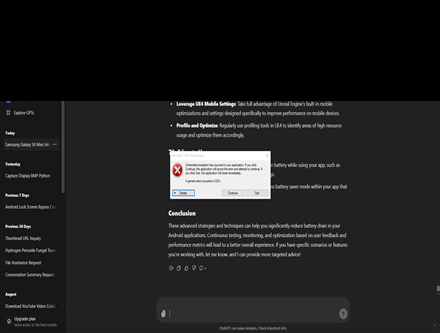 Explore GPTs
Today
Samsung Galaxy S4 Mini Intr
Yesterday
Capture Display BMP Python
Previous 7 Days
Android Lock Screen Bypass Co
Previous 30 Days
Thumbnail URL Inquiry
Hydrogen Peroxide Fungal Trea
File Assistance Request
Conversation Summary Request
August
Download YouTube Video Cala
Upgrade plan
More access to the best models
• Leverage UE4 Mobile Settings: Take full advantage of Unreal Engine's built-in mobile
optimizations and settings designed specifically to improve performance on mobile devices.
• Profile and Optimize: Regularly use profiling tools in UE4 to identify areas of high resource
usage and optimize them accordingly.
battery while using your app, such as
Unhandled exception has occurred in your application. If you click
Continue, the application will ignore this error and attempt to continue. If
you click Quit, the application will close immediately.
A generic error occurred in GDI+.
Details
Continue
Quit
battery saver mode within your app that
Conclusion
These advanced strategies and techniques can help you significantly reduce battery drain in your
Android applications. Continuous testing, monitoring, and optimization based on user feedback and
performance metrics will lead to a better overall experience. If you have specific scenarios or features
you're working with, let me know, and I can provide more targeted advice!
ChatGPT can make mistakes. Check important info.